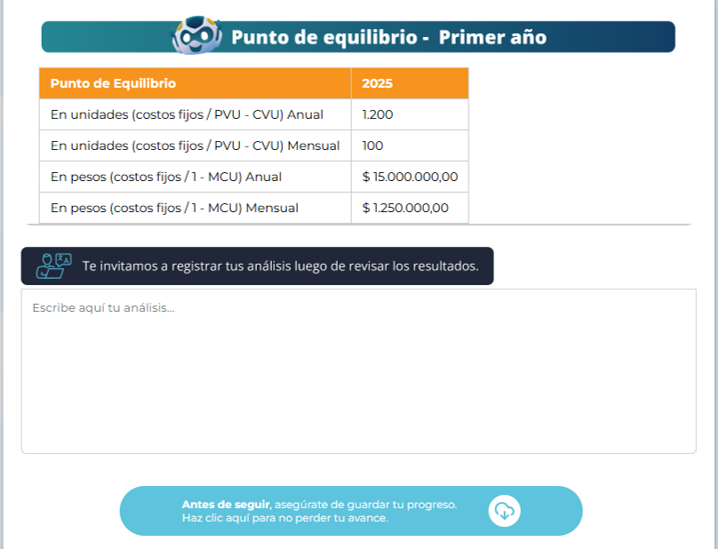 Punto de equilibrio - Primer año
Punto de Equilibrio 2025
En unidades (costos fijos / PVU - CVU) Anual 1.200
En unidades (costos fijos / PVU - CVU) Mensual 100
En pesos (costos fijos / 1 - MCU) Anual $ 15.000.000,00
En pesos (costos fijos / 1 - MCU) Mensual $ 1.250.000,00
Te invitamos a registrar tus análisis luego de revisar los resultados.
Escribe aquí tu análisis...
Antes de seguir, asegúrate de guardar tu progreso.
Haz clic aquí para no perder tu avance.